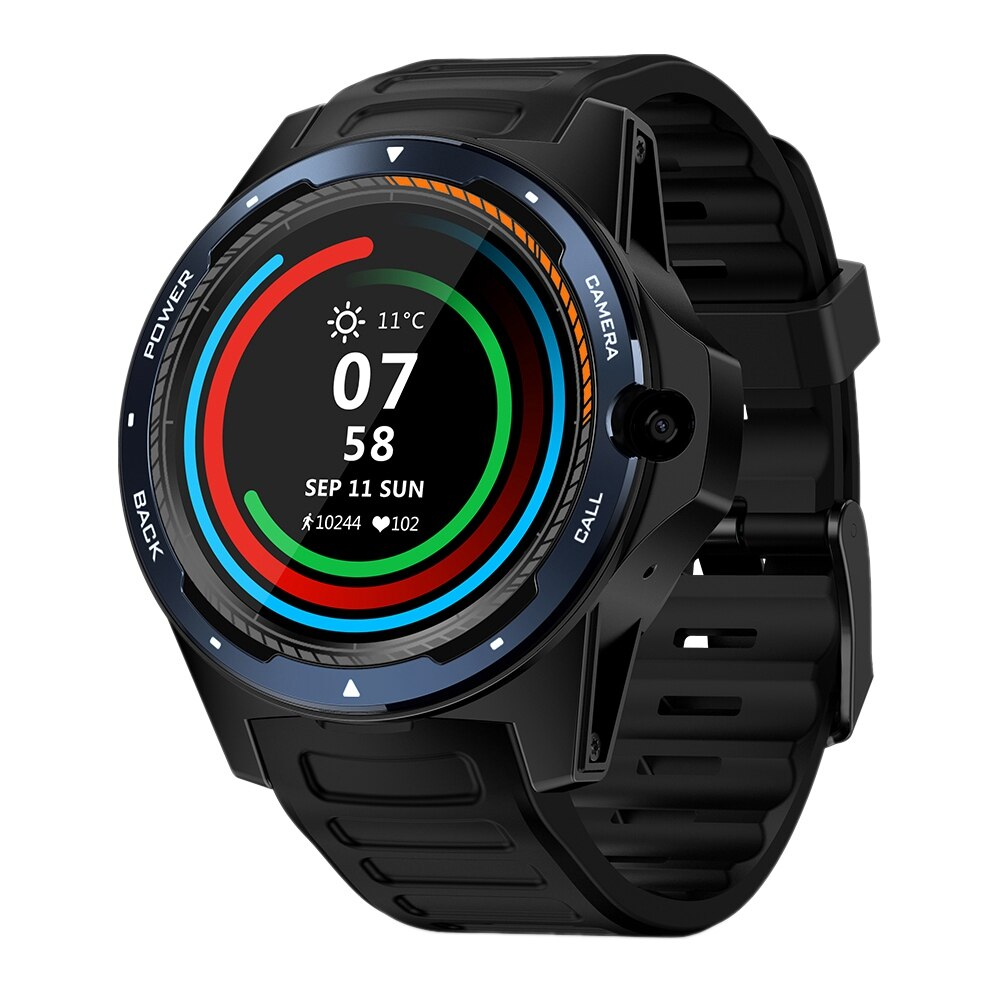 POWER
CAMERA
11°C
07
58
SEP 11 SUN
10244 102
BACK
CALL